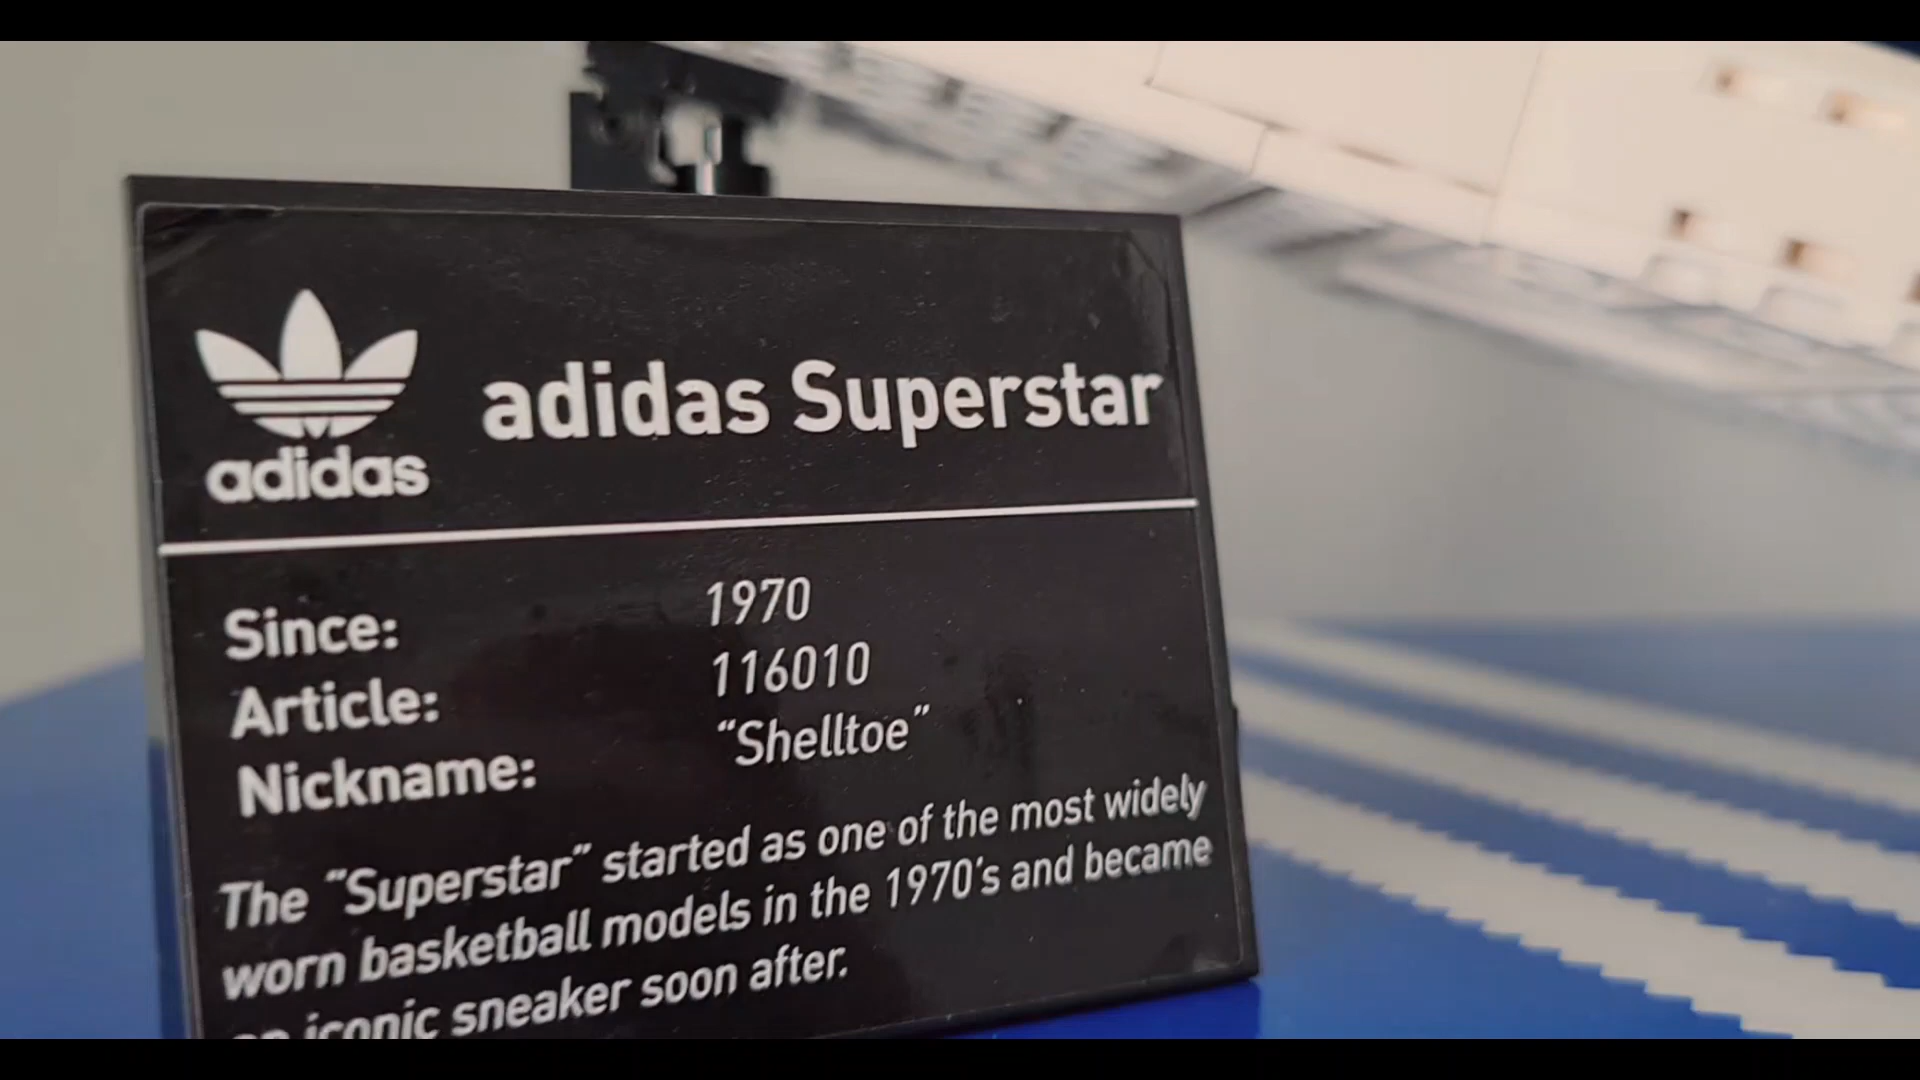 adidas
adidas Superstar
Since: 1970
Article: 116010
Nickname: “Shelltoe”
The “Superstar” started as one of the most widely
worn basketball models in the 1970’s and became
an iconic sneaker soon after.